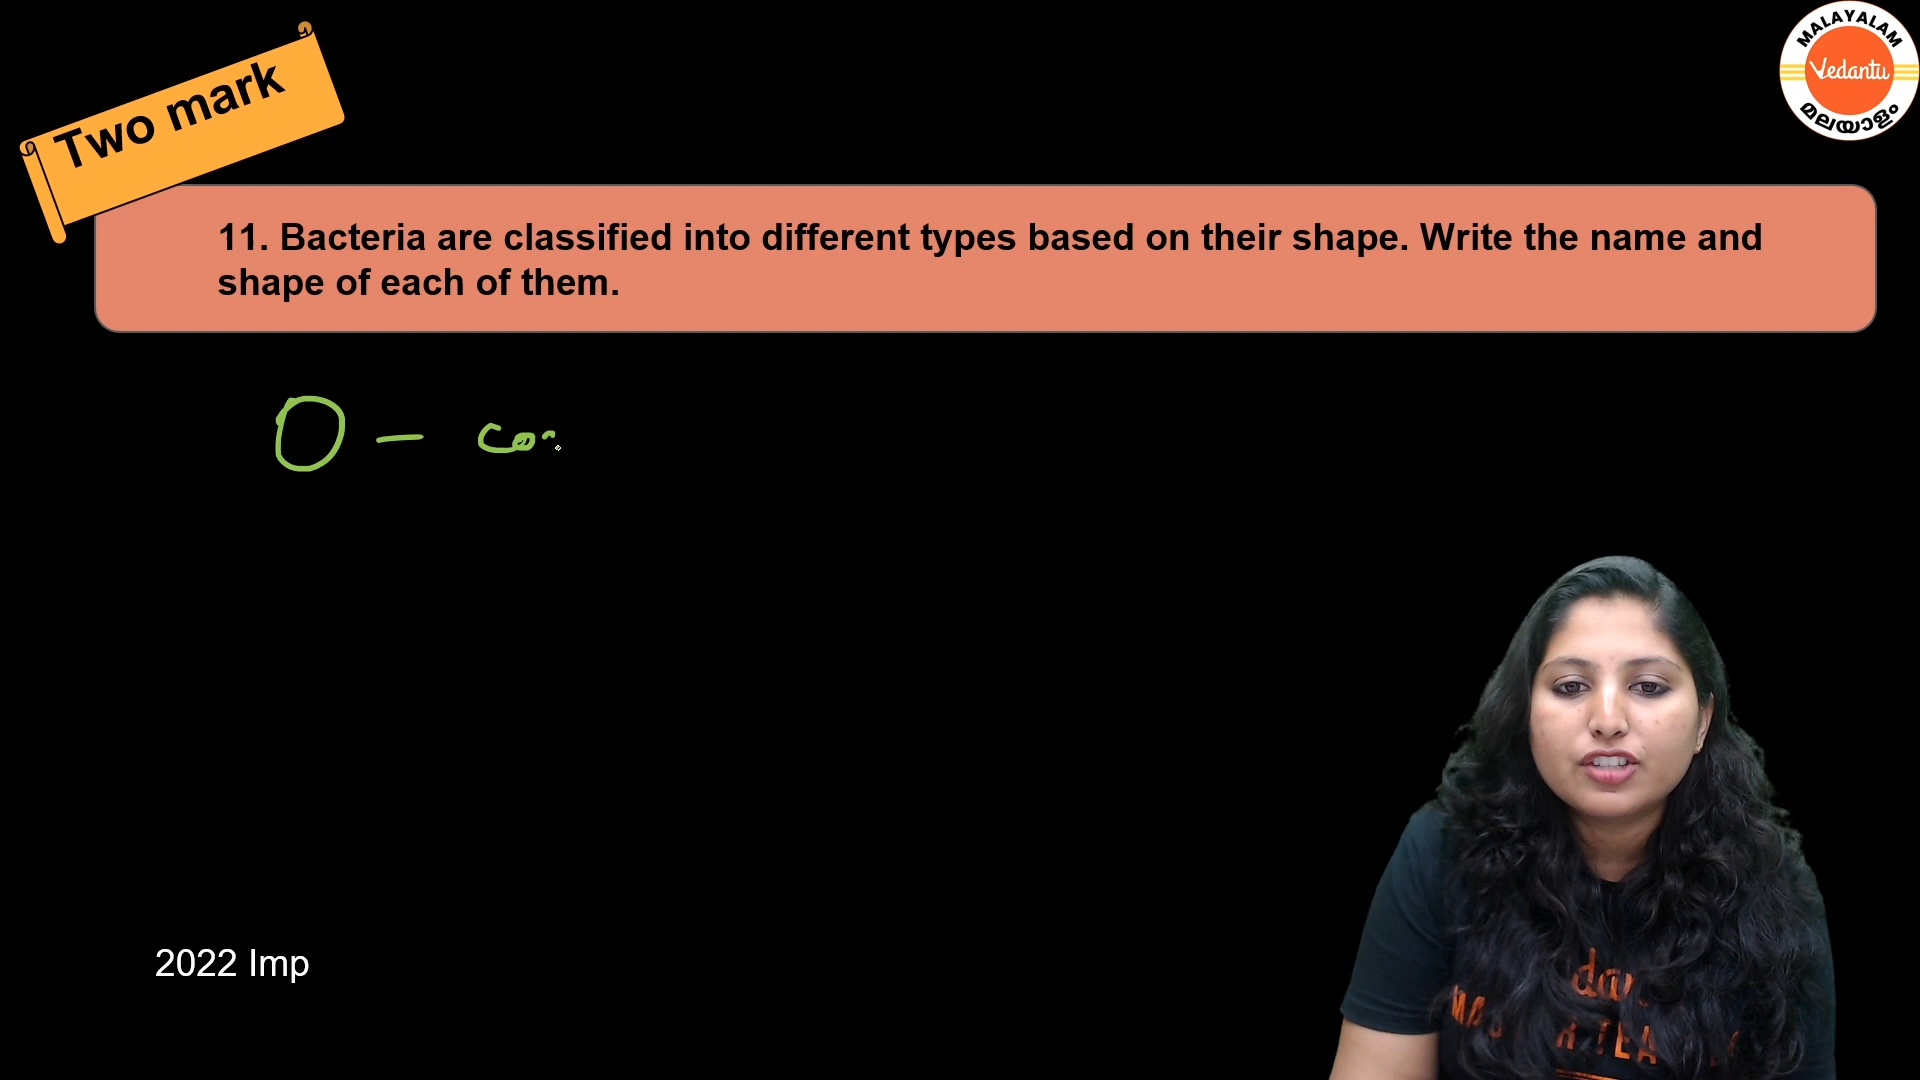 Two mark
MALAYALAM
Vedantu
മലയാളം
11. Bacteria are classified into different types based on their shape. Write the name and
shape of each of them.
2022 Imp